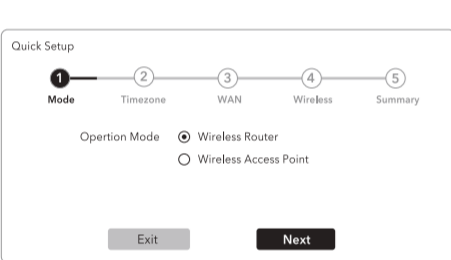 Quick Setup
1 2 3 4 5
Mode Timezone WAN Wireless Summary
Opertion Mode Wireless Router
Wireless Access Point
Exit Next